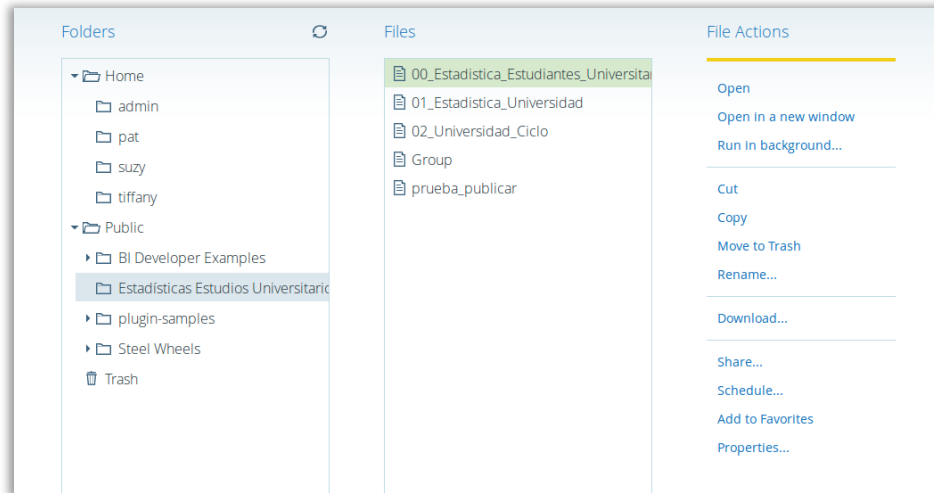 Folders
Home
admin
pat
suzy
tiffany
Public
BI Developer Examples
Estadísticas Estudios
plugin-samples
Steel Wheels
Trash
Files
01_Estadistica_Universidad
02_Universidad_Ciclo
Group
prueba_publicar
File Actions
Open
Open in a new window
Run in background...
Cut
Copy
Move to Trash
Rename...
Download...
Share...
Schedule...
Add to Favorites
Properties...